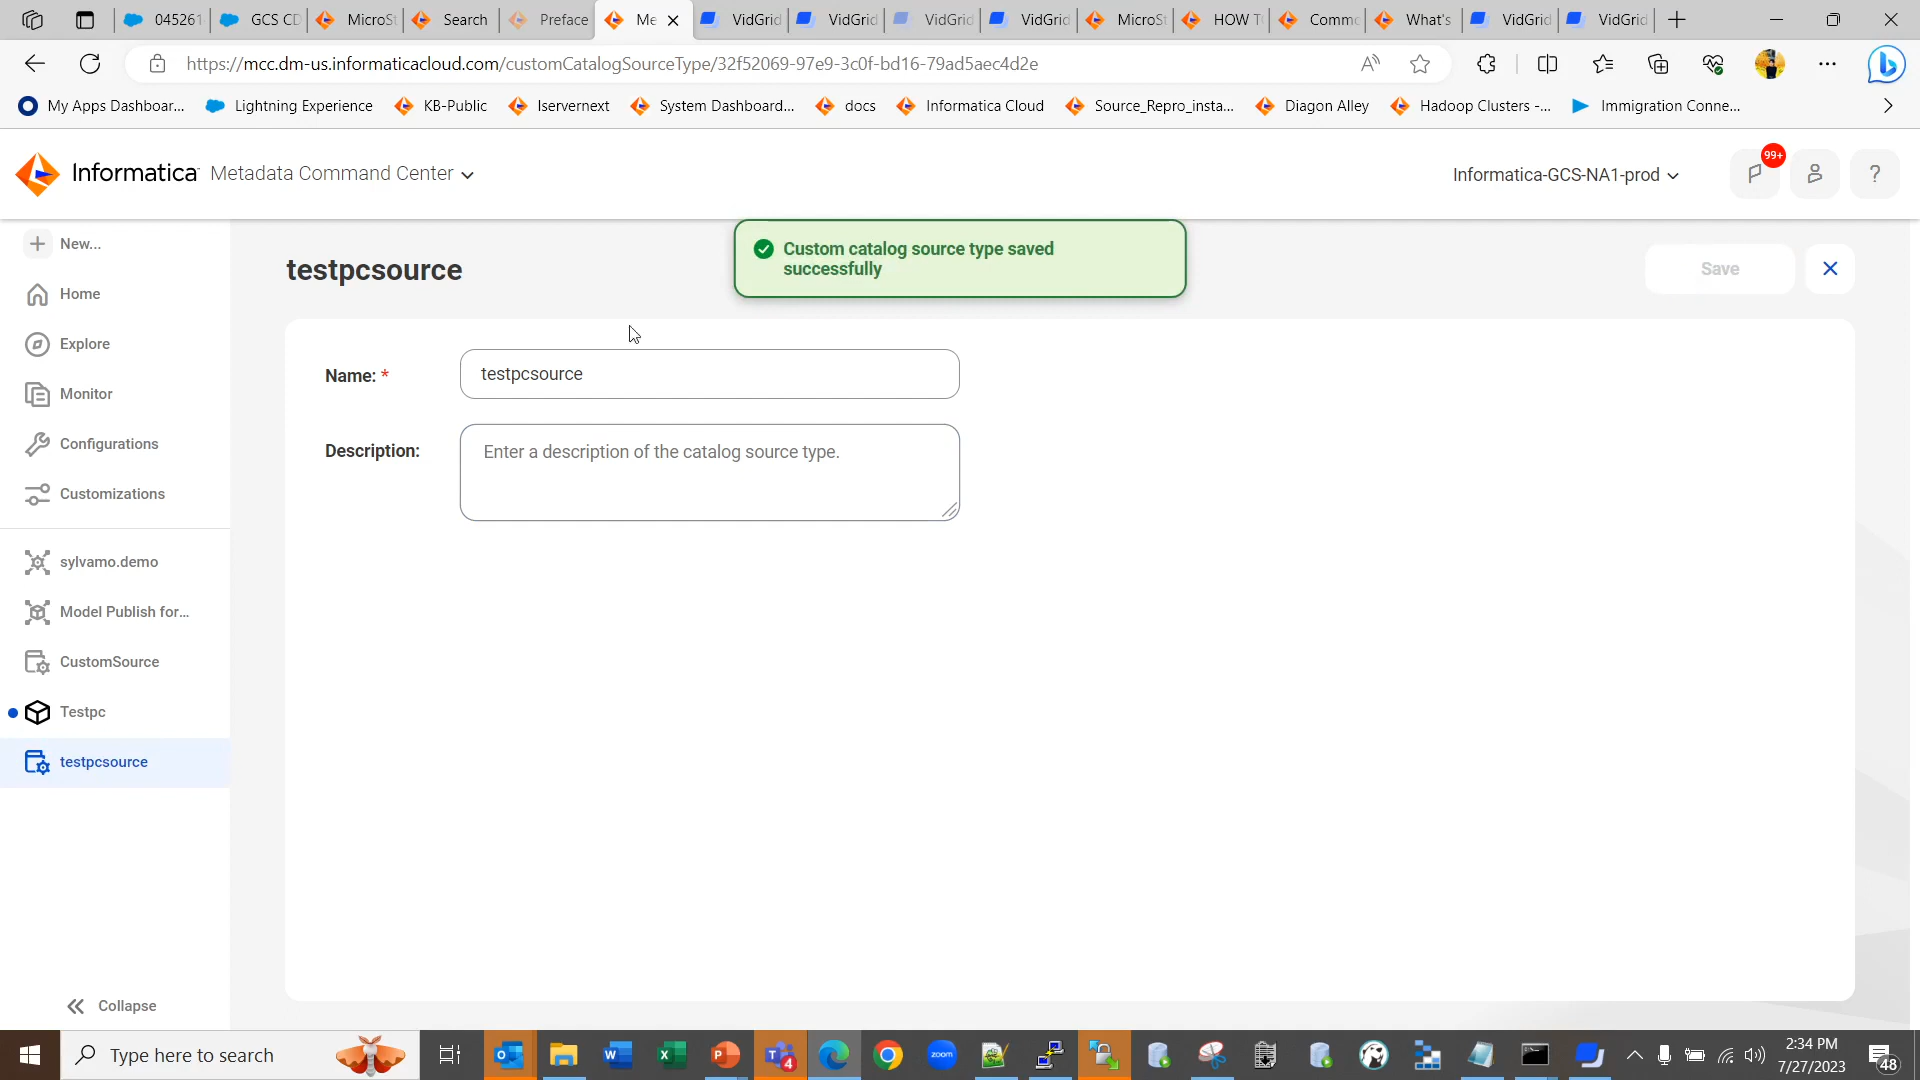 045261
GCS CD
MicroSt
Search
Preface
Me
VidGrid
VidGrid
VidGrid
VidGrid
MicroSt
HOW T
Commo
What's
VidGrid
VidGrid
https://mcc.dm-us.informaticacloud.com/customCatalogSourceType/32f52069-97e9-3c0f-bd16-79ad5aec4d2e
My Apps Dashboar...
Lightning Experience
KB-Public
Iservernext
System Dashboard...
docs
Informatica Cloud
Source_Repro_insta...
Diagon Alley
Hadoop Clusters -...
Immigration Conne...
Informatica Metadata Command Center
Informatica-GCS-NA1-prod
99+
?
New...
Home
Explore
Monitor
Configurations
Customizations
sylvamo.demo
Model Publish for...
CustomSource
Testpc
testpcsource
Collapse
testpcsource
Custom catalog source type saved
successfully
Save
Name: *
testpcsource
Description:
Enter a description of the catalog source type.
Type here to search
zoom
4
2:34 PM
7/27/2023
48